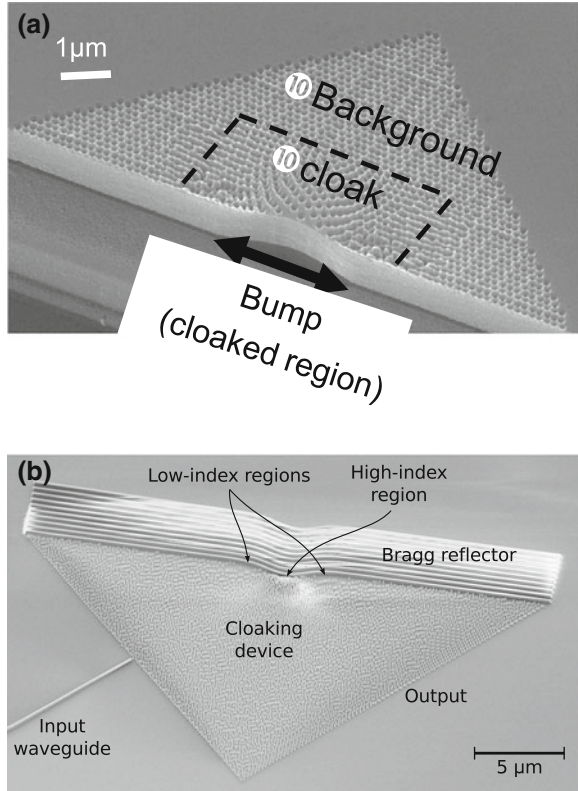 (a)
1μm
10 Background
10 cloak
Bump
(cloaked region)
(b)
Low-index regions
High-index
region
Bragg reflector
Cloaking
device
Output
Input
waveguide
5 μm